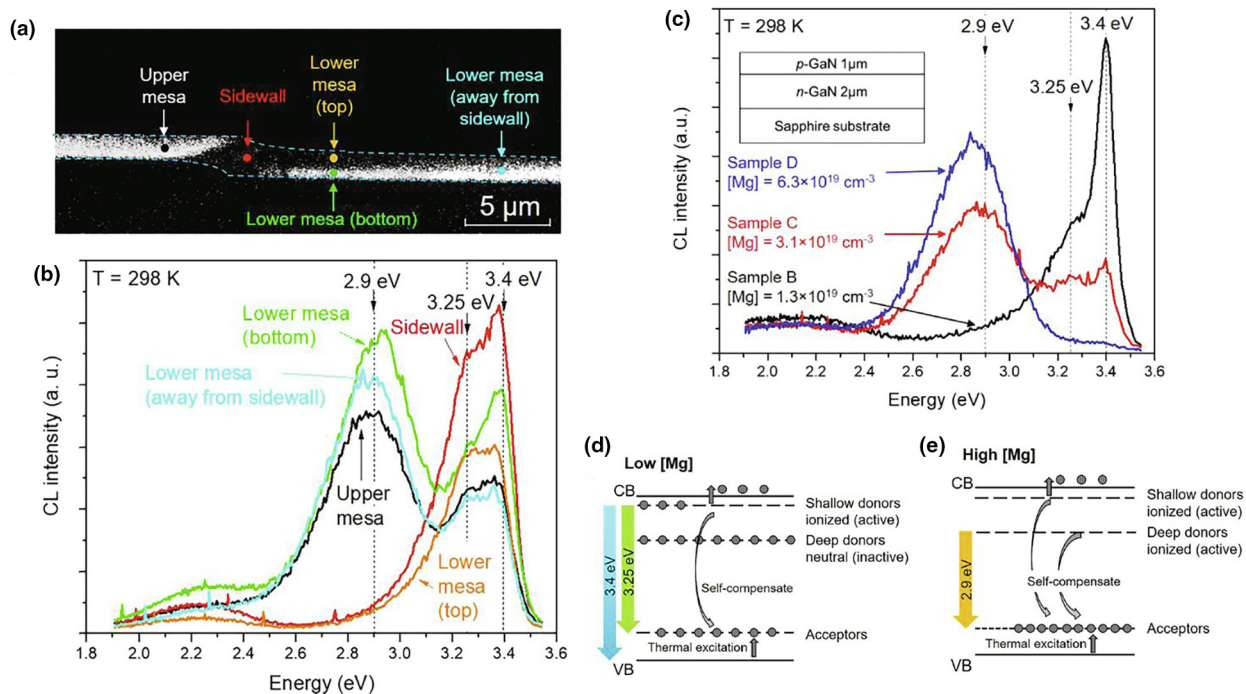 (a)
Upper
mesa
Sidewall
Lower
mesa
(top)
Lower mesa
(away from
sidewall)
Lower mesa (bottom)
5 μm
(b)
T = 298 K
2.9 eV
3.25 eV
3.4 eV
Lower mesa
(bottom)
Sidewall
Lower mesa
(away from sidewall)
Upper
mesa
Lower
mesa
(top)
CL intensity (a. u.)
1.8 2.0 2.2 2.4 2.6 2.8 3.0 3.2 3.4 3.6
Energy (eV)
(c)
T = 298 K
2.9 eV
3.4 eV
3.25 eV
p-GaN 1μm
n-GaN 2μm
Sapphire substrate
Sample D
[Mg] = 6.3×10¹⁹ cm⁻³
Sample C
[Mg] = 3.1×10¹⁹ cm⁻³
Sample B
[Mg] = 1.3×10¹⁹ cm⁻³
CL intensity (a.u.)
1.8 2.0 2.2 2.4 2.6 2.8 3.0 3.2 3.4 3.6
Energy (eV)
(d)
Low [Mg]
CB
Shallow donors
ionized (active)
Deep donors
neutral (inactive)
3.4 eV
3.25 eV
Self-compensate
Acceptors
Thermal excitation
VB
(e)
High [Mg]
CB
Shallow donors
ionized (active)
Deep donors
ionized (active)
2.9 eV
Self-compensate
Acceptors
Thermal excitation
VB